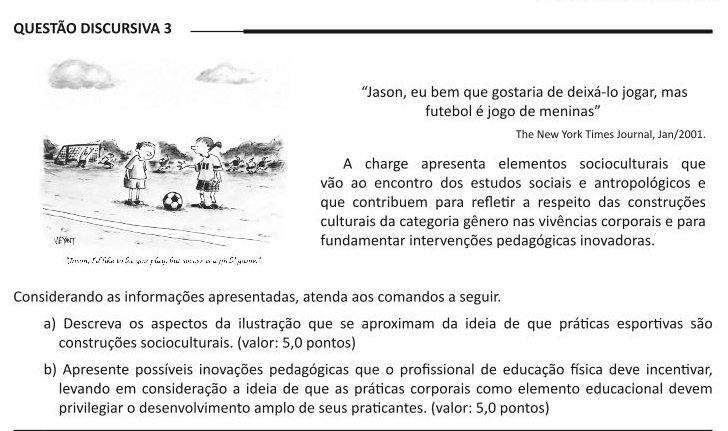 QUESTÃO DISCURSIVA 3
“Jason, eu bem que gostaria de deixá-lo jogar, mas
futebol é jogo de meninas”
The New York Times Journal, Jan/2001.
A charge apresenta elementos socioculturais que
vão ao encontro dos estudos sociais e antropológicos e
que contribuem para refletir a respeito das construções
culturais da categoria gênero nas vivências corporais e para
fundamentar intervenções pedagógicas inovadoras.
"Jason, I'd like to let you play, but soccer is a girls' game."
Considerando as informações apresentadas, atenda aos comandos a seguir.
a) Descreva os aspectos da ilustração que se aproximam da ideia de que práticas esportivas são
construções socioculturais. (valor: 5,0 pontos)
b) Apresente possíveis inovações pedagógicas que o profissional de educação física deve incentivar,
levando em consideração a ideia de que as práticas corporais como elemento educacional devem
privilegiar o desenvolvimento amplo de seus praticantes. (valor: 5,0 pontos)